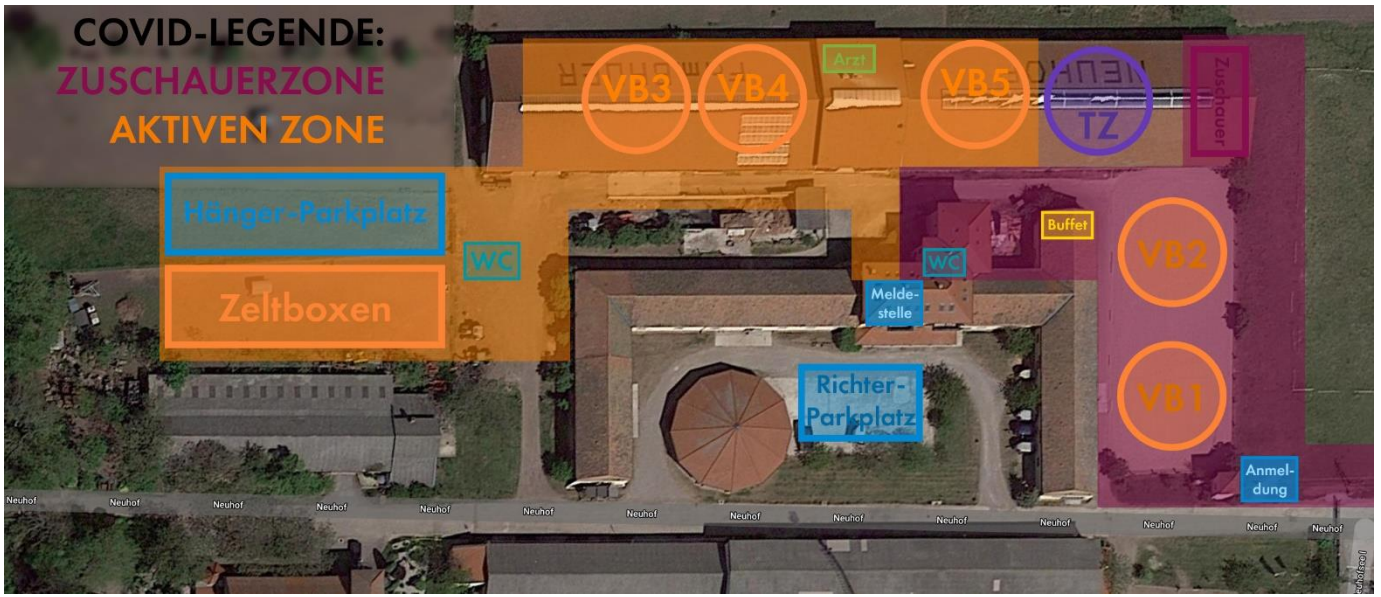 COVID-LEGENDE:
ZUSCHAUERZONE
AKTIVEN ZONE
VB3
VB4
Arzt
VB5
NEUHOF
TZ
Zuschauer
Hänger-Parkplatz
WC
Zeltboxen
Buffet
VB2
WC
Melde-
stelle
Richter-
Parkplatz
VB1
Anmel-
dung
Neuhof
Neuhof
Neuhof
Neuhof
Neuhof
Neuhof
Neuhof
Neuhof
Neuhof
Neuhof
Neuhof
Neuhof
Neuhof
Neuhof